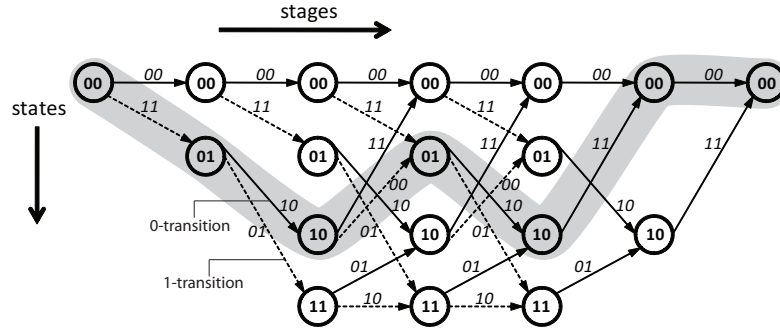 stages
00 00 00 00 00 00
00 00 00 00 00 00 00
states
11 11 11 11
01 01 01 01
11 11 11 11
00 00
0-transition
10 10 10 10
01 01 01
10 10 10 10
1-transition
01 01 01
11 10 11 10 11